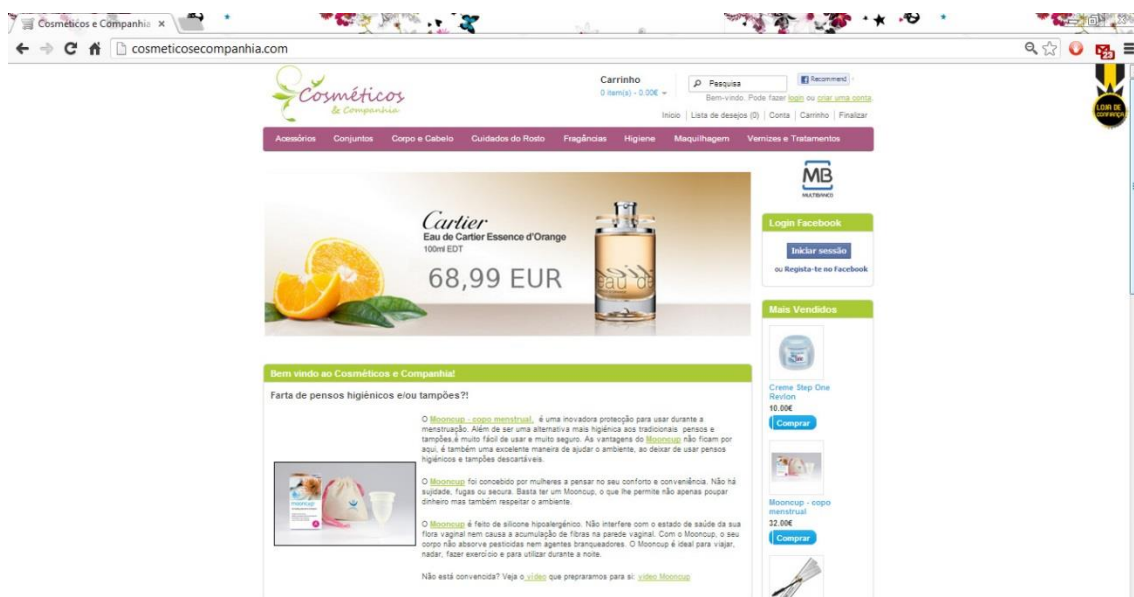 Cosméticos e Companhia
cosmeticosecompanhia.com
23
Cosméticos
& Companhia
Carrinho
0 item(s) - 0.00€
Pesquisa
Recommend
Bem-vindo, Pode fazer login ou criar uma conta.
Início Lista de desejos (0) Conta Carrinho Finalizar
LOJA DE
CONFIANÇA
Acessórios Conjuntos Corpo e Cabelo Cuidados do Rosto Fragâncias Higiene Maquilhagem Vernizes e Tratamentos
MB
MULTIBANCO
Cartier
Eau de Cartier Essence d'Orange
100ml EDT
68,99 EUR
eau de
Login Facebook
Iniciar sessão
ou Regista-te no Facebook
Mais Vendidos
Creme Step One
Revlon
10.00€
Comprar
Mooncup - copo
menstrual
32.00€
Comprar
Bem vindo ao Cosméticos e Companhia!
Farta de pensos higiénicos e/ou tampões?!
O Mooncup - copo menstrual, é uma inovadora protecção para usar durante a
menstruação. Além de ser uma alternativa mais higiénica aos tradicionais pensos e
tampões,é muito fácil de usar e muito seguro. As vantagens do Mooncup não ficam por
aqui, é também uma excelente maneira de ajudar o ambiente, ao deixar de usar pensos
higiénicos e tampões descartáveis.
O Mooncup foi concebido por mulheres a pensar no seu conforto e conveniência. Não há
sujidade, fugas ou secura. Basta ter um Mooncup, o que lhe permite não apenas poupar
dinheiro mas também respeitar o ambiente.
O Mooncup é feito de silicone hipoalergénico. Não interfere com o estado de saúde da sua
flora vaginal nem causa a acumulação de fibras na parede vaginal. Com o Mooncup, o seu
corpo não absorve pesticidas nem agentes branqueadores. O Mooncup é ideal para viajar,
nadar, fazer exercício e para utilizar durante a noite.
Não está convencida? Veja o vídeo que prepraramos para si: video Mooncup
mooncup